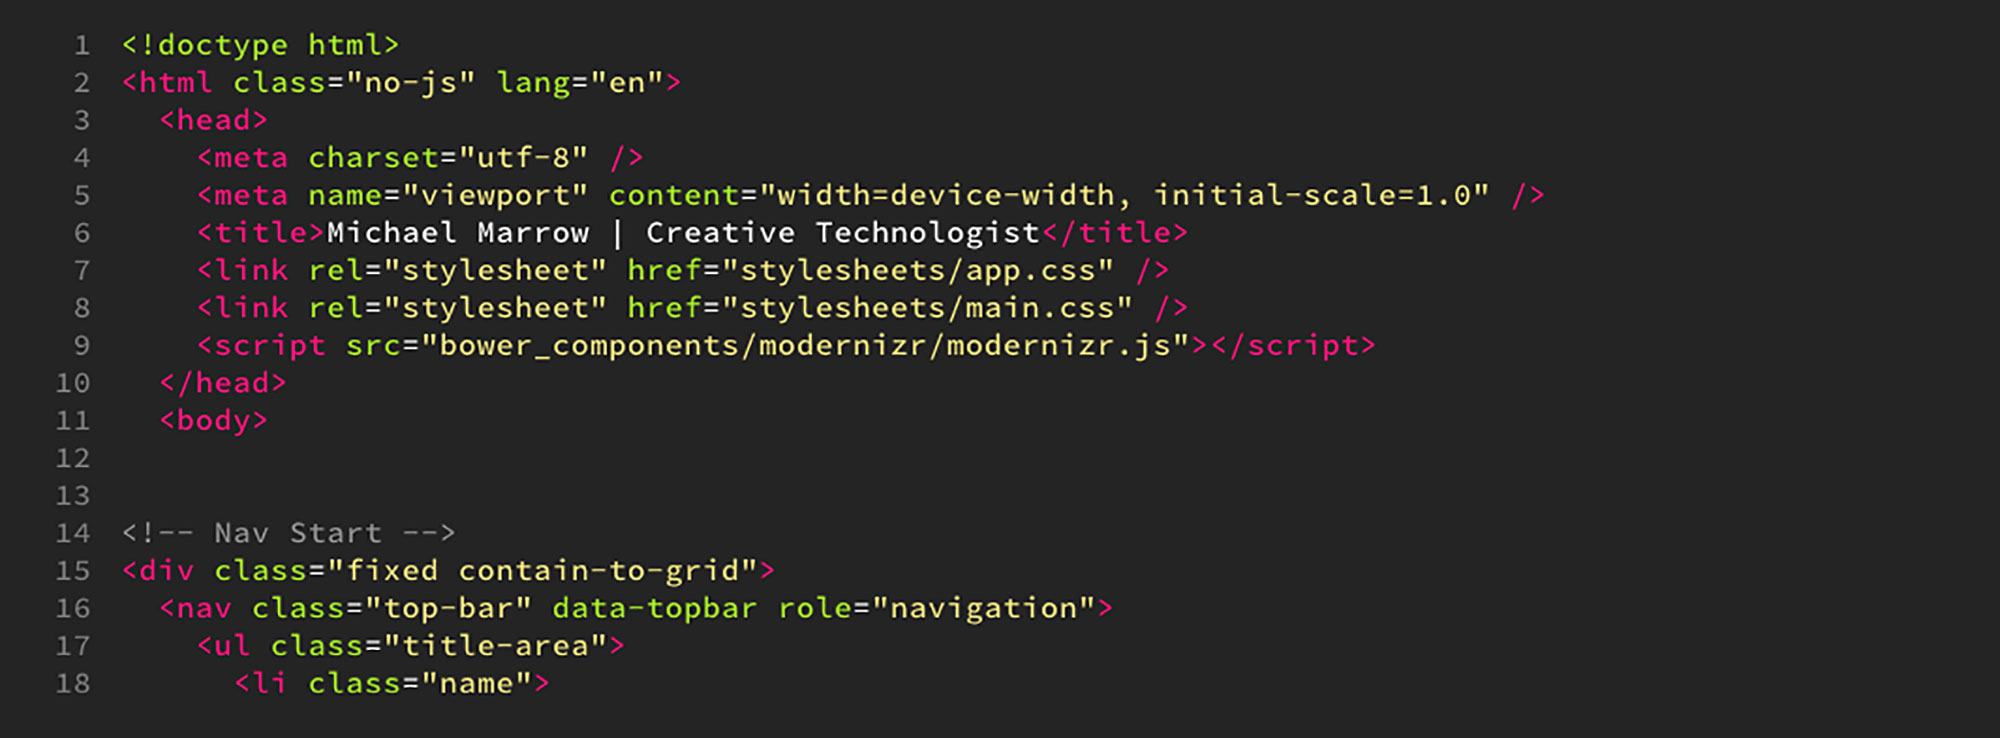 1 <!doctype html>
2 <html class="no-js" lang="en">
3   <head>
4     <meta charset="utf-8" />
5     <meta name="viewport" content="width=device-width, initial-scale=1.0" />
6     <title>Michael Marrow | Creative Technologist</title>
7     <link rel="stylesheet" href="stylesheets/app.css" />
8     <link rel="stylesheet" href="stylesheets/main.css" />
9     <script src="bower_components/modernizr/modernizr.js"></script>
10   </head>
11   <body>
12
13
14 <!-- Nav Start -->
15 <div class="fixed contain-to-grid">
16   <nav class="top-bar" data-topbar role="navigation">
17     <ul class="title-area">
18       <li class="name">